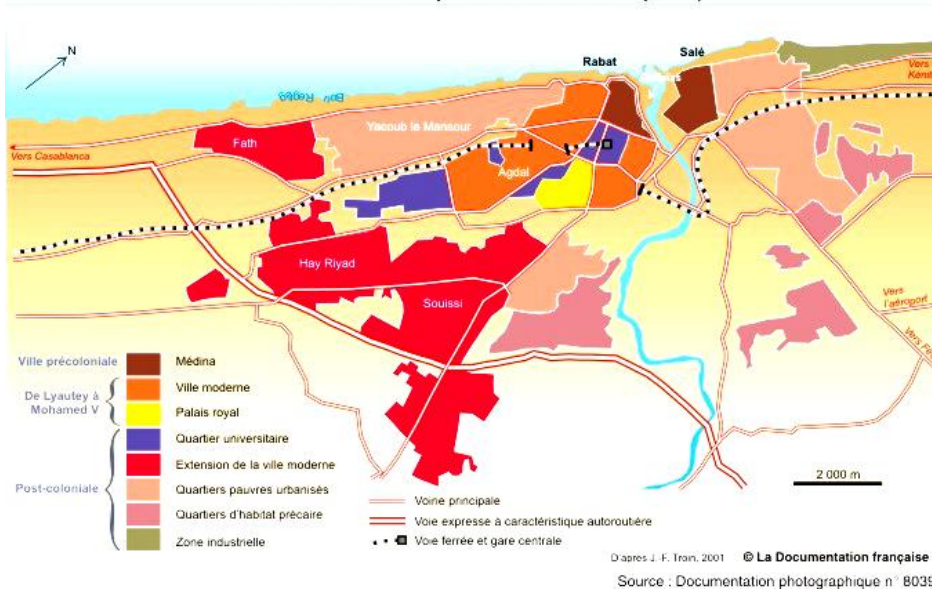 N
Rabat
Salé
Vers
Kénit
Bou Regreg
Yacoub le Mansour
Fath
Vers Casablanca
Agdal
Hay Riyad
Souissi
Vers
l'aéroport
Vers Fè
Ville précoloniale
Médina
De Lyautey à
Mohamed V
Ville moderne
Palais royal
Post-coloniale
Quartier universitaire
Extension de la ville moderne
Quartiers pauvres urbanisés
Quartiers d'habitat précaire
Zone industrielle
Voirie principale
Voie expresse à caractéristique autoroutière
Voie ferrée et gare centrale
2 000 m
D'après J.-F. Troin, 2001 © La Documentation française
Source : Documentation photographique n° 8039